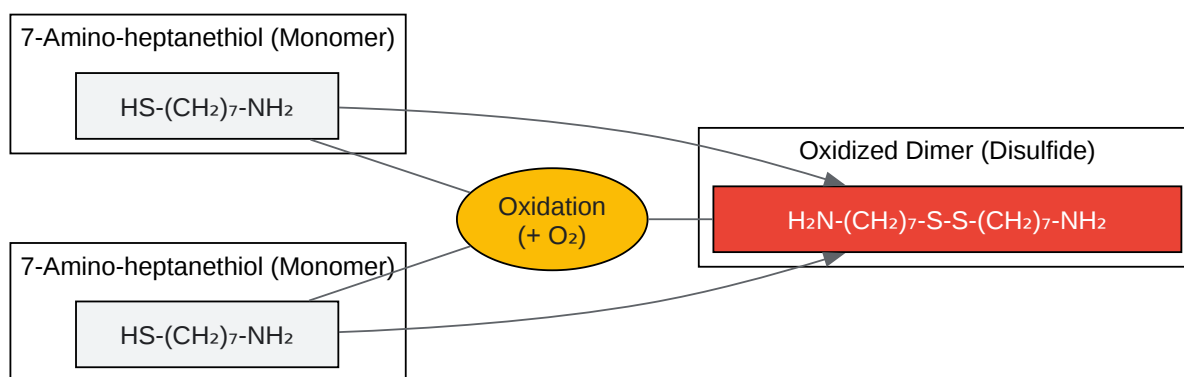 7-Amino-heptanethiol (Monomer)
HS-(CH₂)₇-NH₂
Oxidized Dimer (Disulfide)
H₂N-(CH₂)₇-S-S-(CH₂)₇-NH₂
Oxidation
(+ O₂)
7-Amino-heptanethiol (Monomer)
HS-(CH₂)₇-NH₂